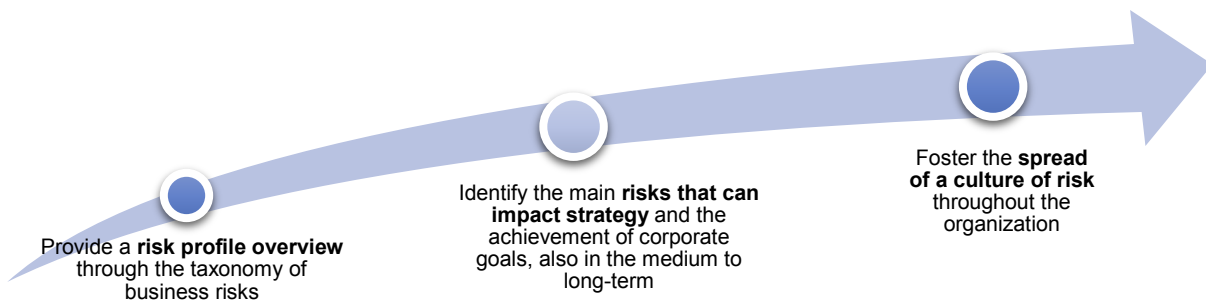 Provide a risk profile overview
through the taxonomy of
business risks
Identify the main risks that can
impact strategy and the
achievement of corporate
goals, also in the medium to
long-term
Foster the spread
of a culture of risk
throughout the
organization